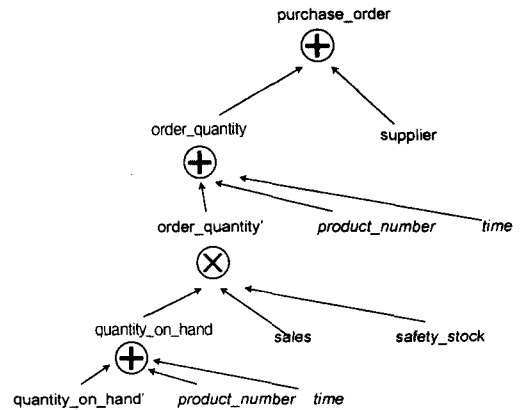 purchase_order
order_quantity
supplier
order_quantity'
product_number
time
quantity_on_hand
sales
safety_stock
quantity_on_hand'
product_number
time